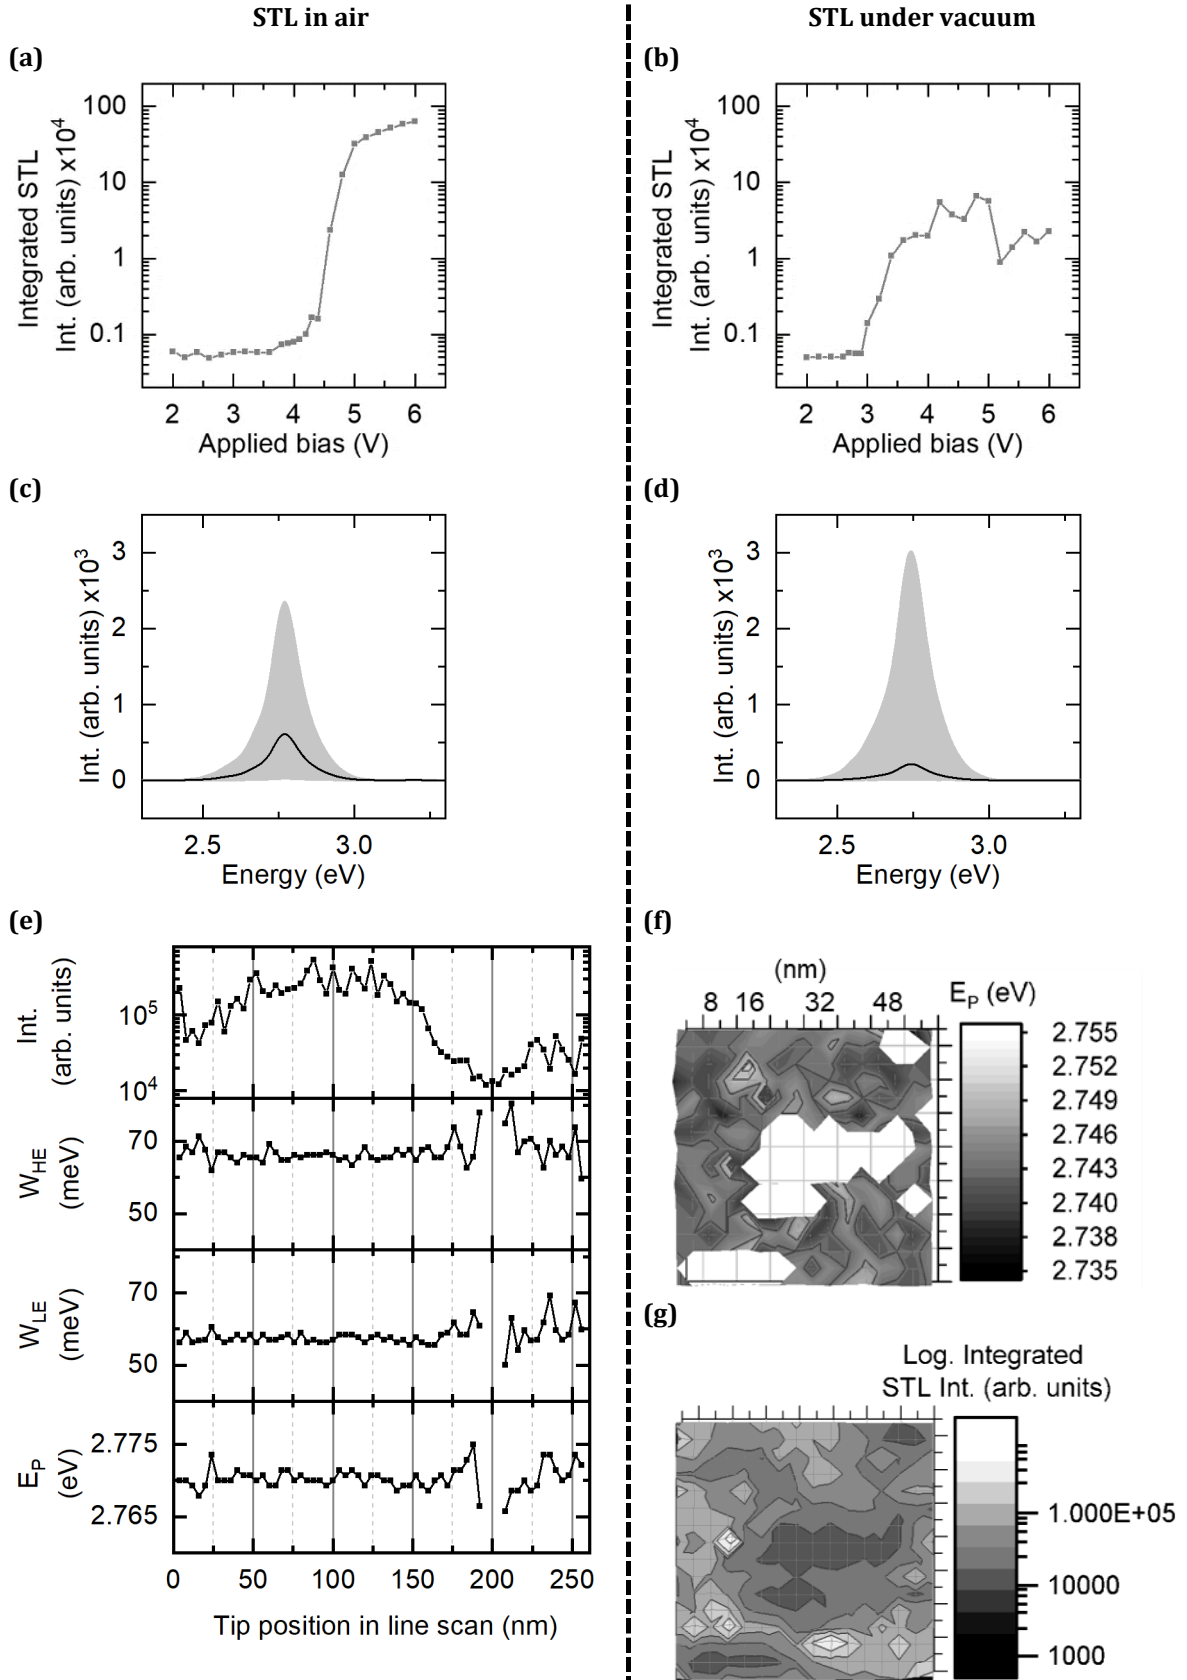 STL in air
STL under vacuum
(a)
(b)
Integrated STL
Int. (arb. units) x10⁴
100
10
1
0.1
2 3 4 5 6
Applied bias (V)
Integrated STL
Int. (arb. units) x10⁴
100
10
1
0.1
2 3 4 5 6
Applied bias (V)
(c)
(d)
Int. (arb. units) x10³
3
2
1
0
2.5 3.0
Energy (eV)
Int. (arb. units) x10³
3
2
1
0
2.5 3.0
Energy (eV)
(e)
Int.
(arb. units)
10⁵
10⁴
W_HE
(meV)
70
50
W_LE
(meV)
70
50
E_P
(eV)
2.775
2.765
0 50 100 150 200 250
Tip position in line scan (nm)
(f)
(nm)
8 16 32 48
E_P (eV)
2.755
2.752
2.749
2.746
2.743
2.740
2.738
2.735
(g)
Log. Integrated
STL Int. (arb. units)
1.000E+05
10000
1000